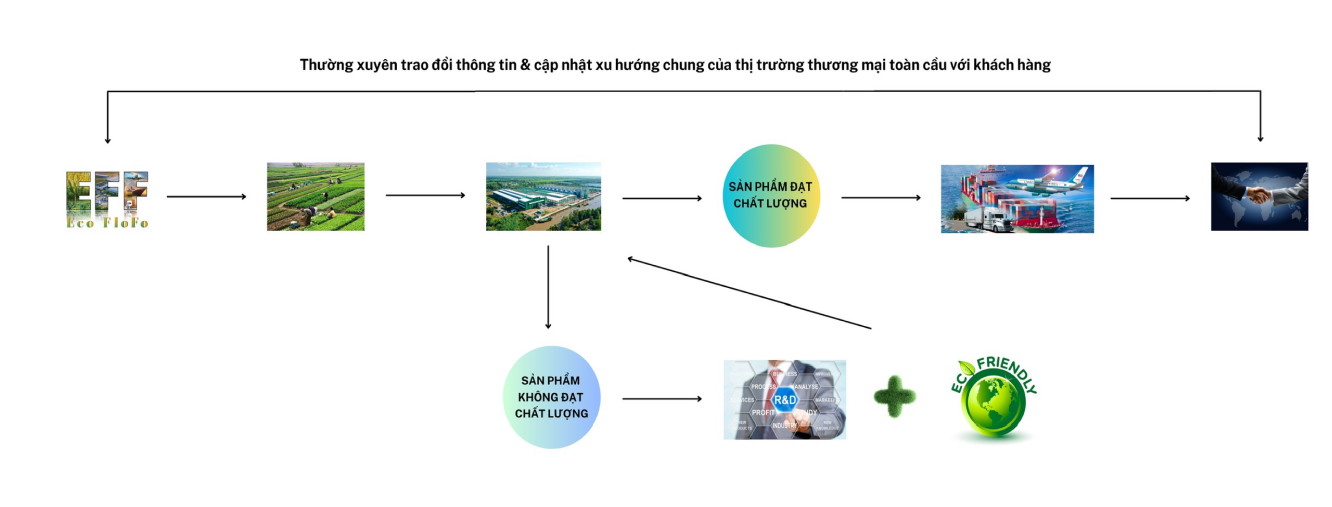 Thường xuyên trao đổi thông tin & cập nhật xu hướng chung của thị trường thương mại toàn cầu với khách hàng
EFF
Eco FloFo
SẢN PHẨM ĐẠT
CHẤT LƯỢNG
SẢN PHẨM
KHÔNG ĐẠT
CHẤT LƯỢNG
BUSINESS
PROCESS
ANALYSE
R&D
MARKET
PROFIT
STUDY
INDUSTRY
ECO FRIENDLY